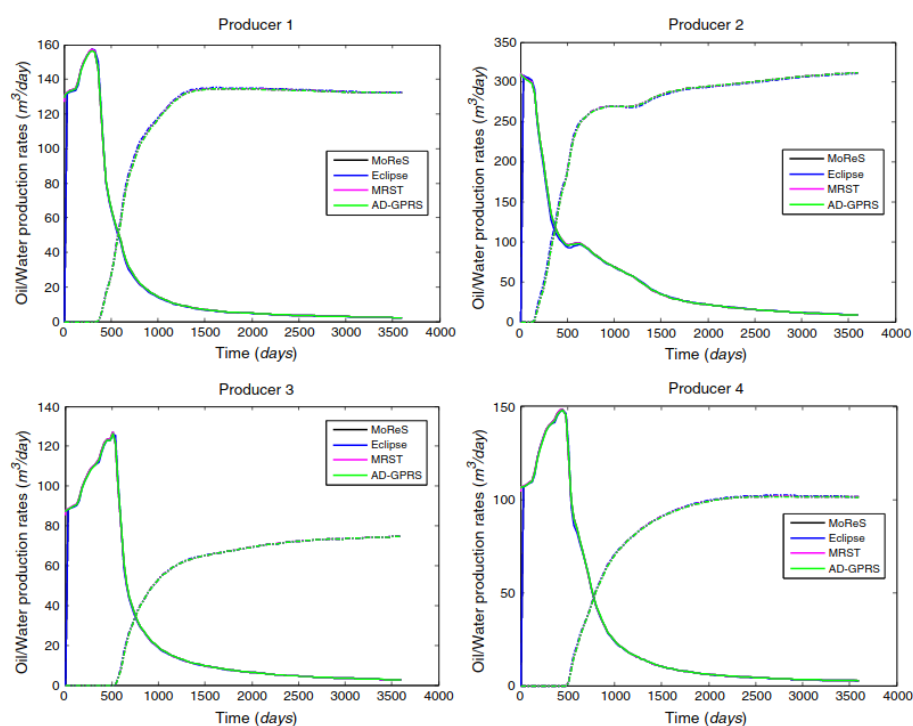 Producer 1
Oil/Water production rates (m³/day)
160
140
120
100
80
60
40
20
0
MoReS
Eclipse
MRST
AD-GPRS
0 500 1000 1500 2000 2500 3000 3500 4000
Time (days)
Producer 2
Oil/Water production rates (m³/day)
350
300
250
200
150
100
50
0
MoReS
Eclipse
MRST
AD-GPRS
0 500 1000 1500 2000 2500 3000 3500 4000
Time (days)
Producer 3
Oil/Water production rates (m³/day)
140
120
100
80
60
40
20
0
MoReS
Eclipse
MRST
AD-GPRS
0 500 1000 1500 2000 2500 3000 3500 4000
Time (days)
Producer 4
Oil/Water production rates (m³/day)
150
100
50
0
MoReS
Eclipse
MRST
AD-GPRS
0 500 1000 1500 2000 2500 3000 3500 4000
Time (days)